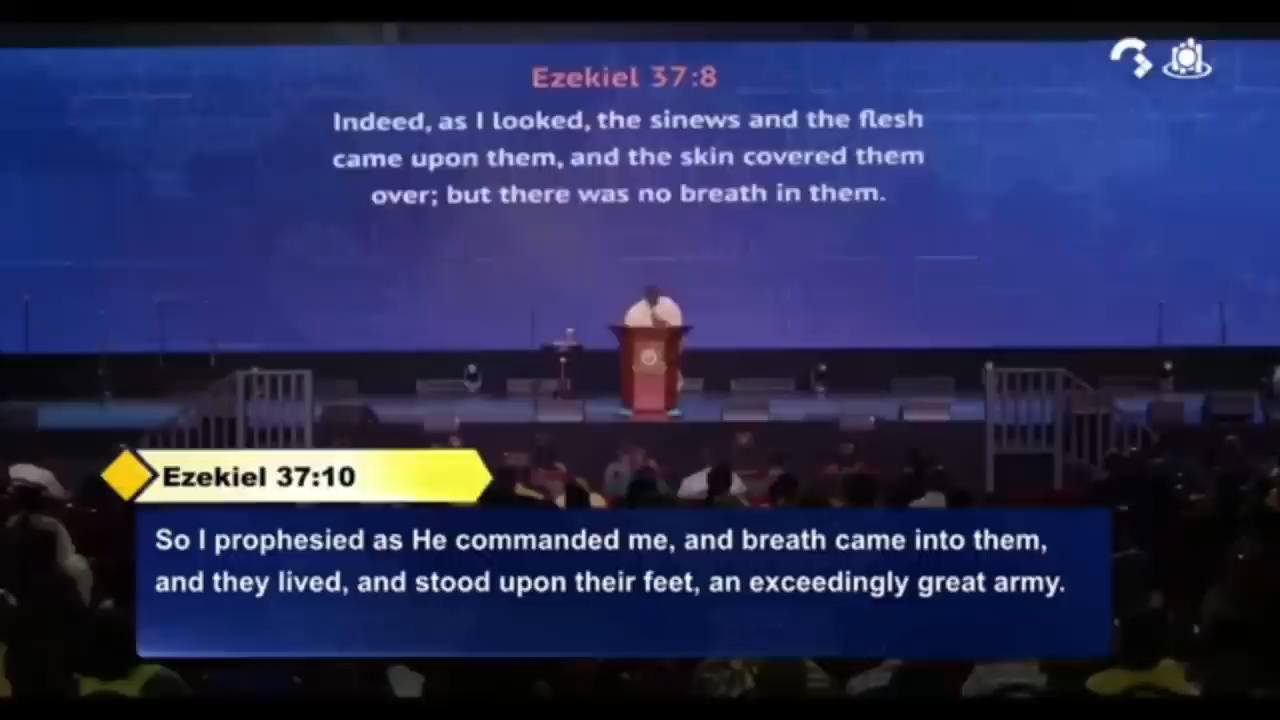 Ezekiel 37:8
Indeed, as I looked, the sinews and the flesh
came upon them, and the skin covered them
over; but there was no breath in them.
Ezekiel 37:10
So I prophesied as He commanded me, and breath came into them,
and they lived, and stood upon their feet, an exceedingly great army.